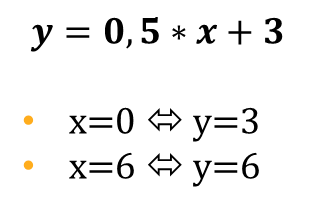 y = 0,5 * x + 3
• x=0 ⬄ y=3
• x=6 ⬄ y=6